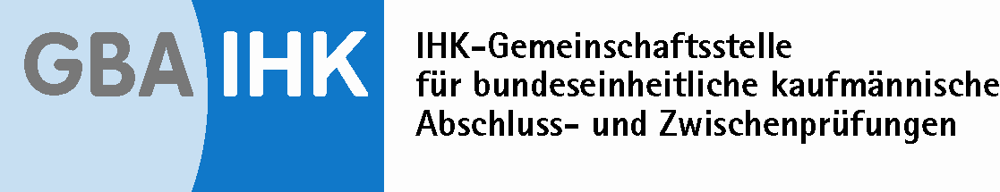 GBA IHK
IHK-Gemeinschaftsstelle
für bundeseinheitliche kaufmännische
Abschluss- und Zwischenprüfungen